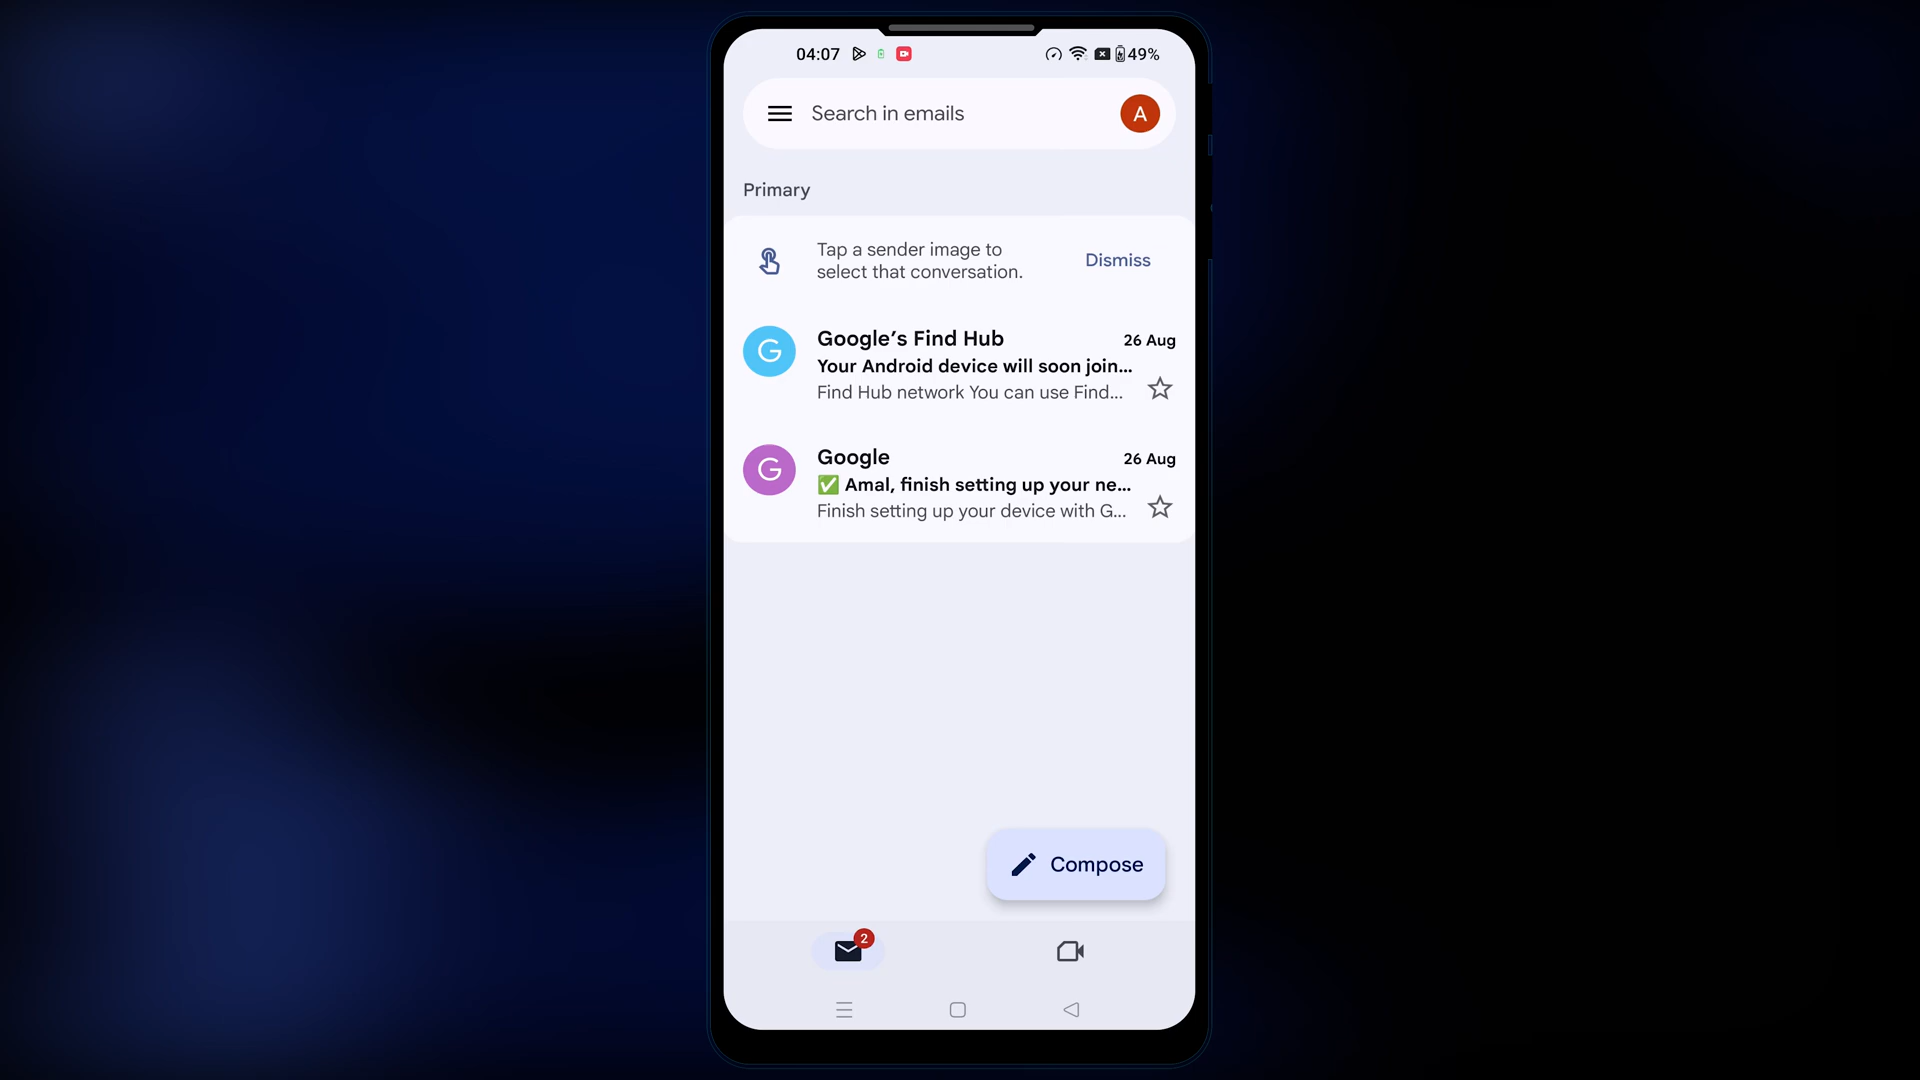 04:07 49%
Search in emails A
Primary
Tap a sender image to
select that conversation.
Dismiss
G
Google’s Find Hub 26 Aug
Your Android device will soon join...
Find Hub network You can use Find...
G
Google 26 Aug
✅ Amal, finish setting up your ne...
Finish setting up your device with G...
Compose
2